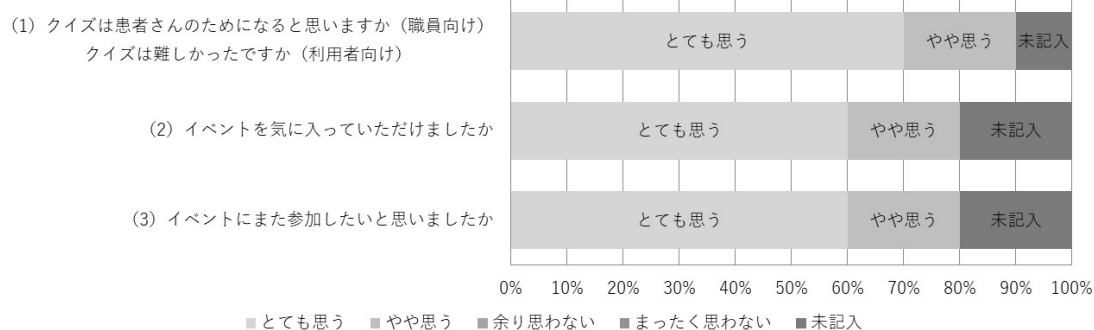 (1) クイズは患者さんのためになると思いますか（職員向け）
クイズは難しかったですか（利用者向け）
とても思う やや思う 未記入
(2) イベントを気に入っていただけましたか
とても思う やや思う 未記入
(3) イベントにまた参加したいと思いましたか
とても思う やや思う 未記入
0% 10% 20% 30% 40% 50% 60% 70% 80% 90% 100%
とても思う やや思う 余り思わない まったく思わない 未記入